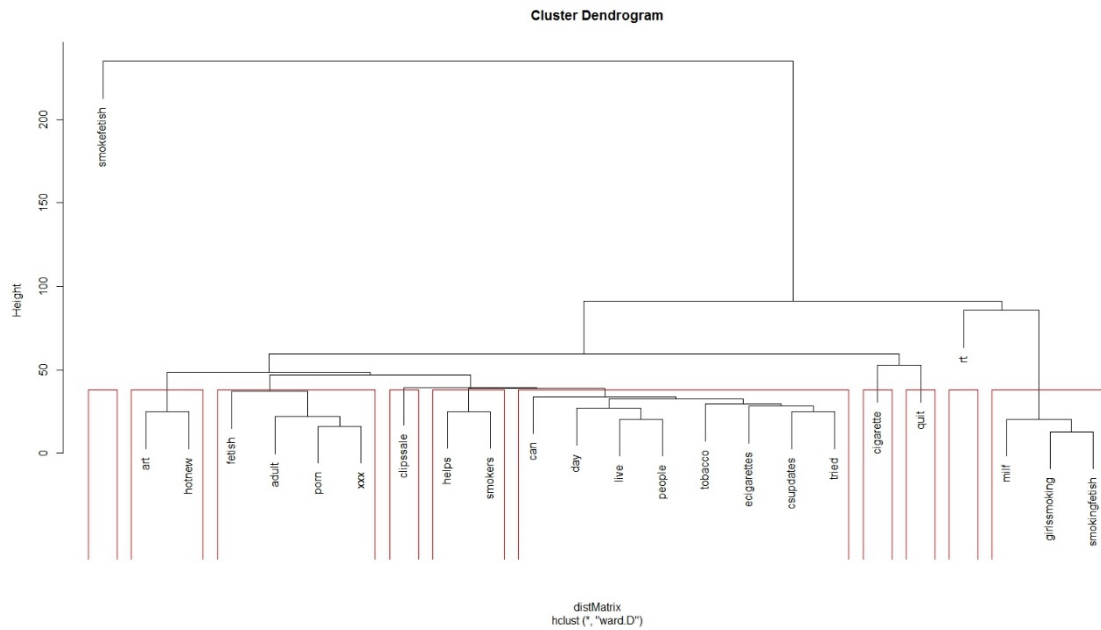 Cluster Dendrogram
Height
200
150
100
50
0
smokefetish
art
hotnew
fetish
adult
porn
xxx
clipssale
helps
smokers
can
day
live
people
tobacco
ecigarettes
csupdates
tried
cigarette
quit
rt
milf
girlssmoking
smokingfetish
distMatrix
hclust (*, "ward.D")